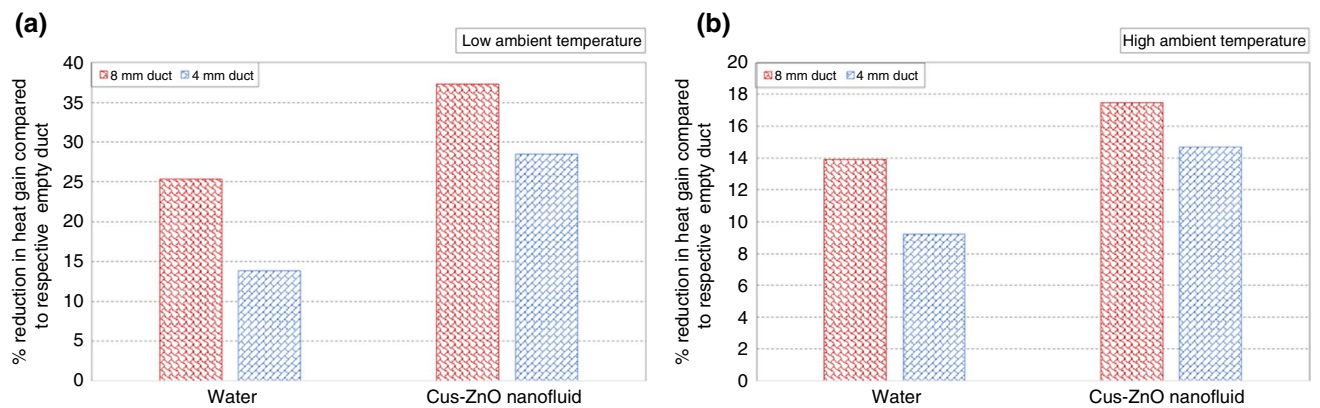 (a)
Low ambient temperature
% reduction in heat gain compared
to respective empty duct
40
35
30
25
20
15
10
5
0
8 mm duct 4 mm duct
Water Cus-ZnO nanofluid
(b)
High ambient temperature
% reduction in heat gain compared
to respective empty duct
20
18
16
14
12
10
8
6
4
2
0
8 mm duct 4 mm duct
Water Cus-ZnO nanofluid